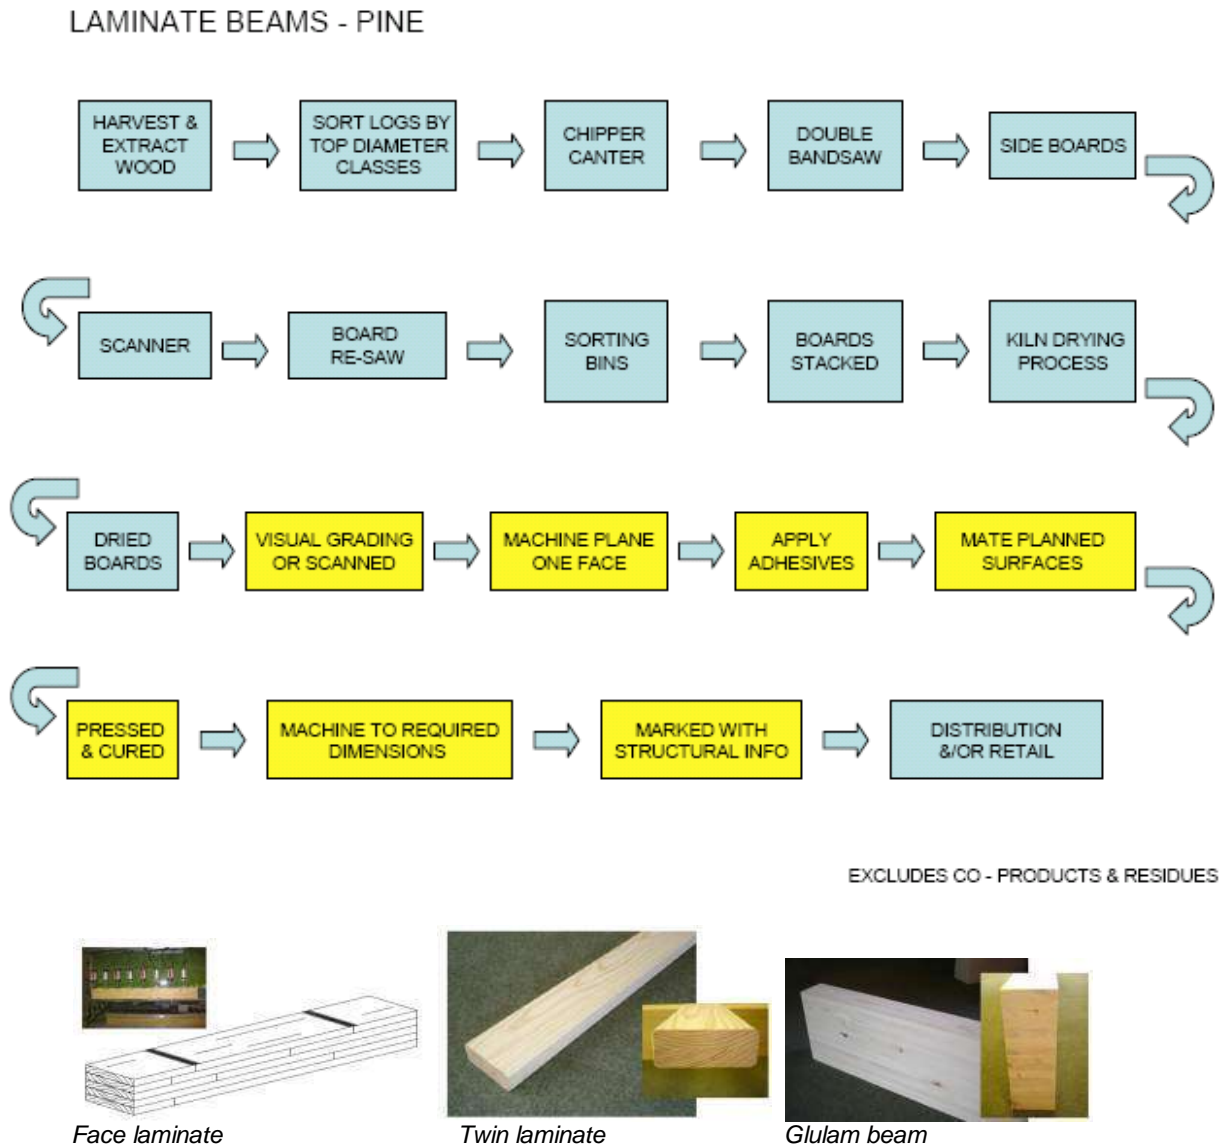 LAMINATE BEAMS - PINE
HARVEST &
EXTRACT
WOOD
SORT LOGS BY
TOP DIAMETER
CLASSES
CHIPPER
CANTER
DOUBLE
BANDSAW
SIDE BOARDS
SCANNER
BOARD
RE-SAW
SORTING
BINS
BOARDS
STACKED
KILN DRYING
PROCESS
DRIED
BOARDS
VISUAL GRADING
OR SCANNED
MACHINE PLANE
ONE FACE
APPLY
ADHESIVES
MATE PLANNED
SURFACES
PRESSED
& CURED
MACHINE TO REQUIRED
DIMENSIONS
MARKED WITH
STRUCTURAL INFO
DISTRIBUTION
&/OR RETAIL
EXCLUDES CO - PRODUCTS & RESIDUES
Face laminate
Twin laminate
Glulam beam